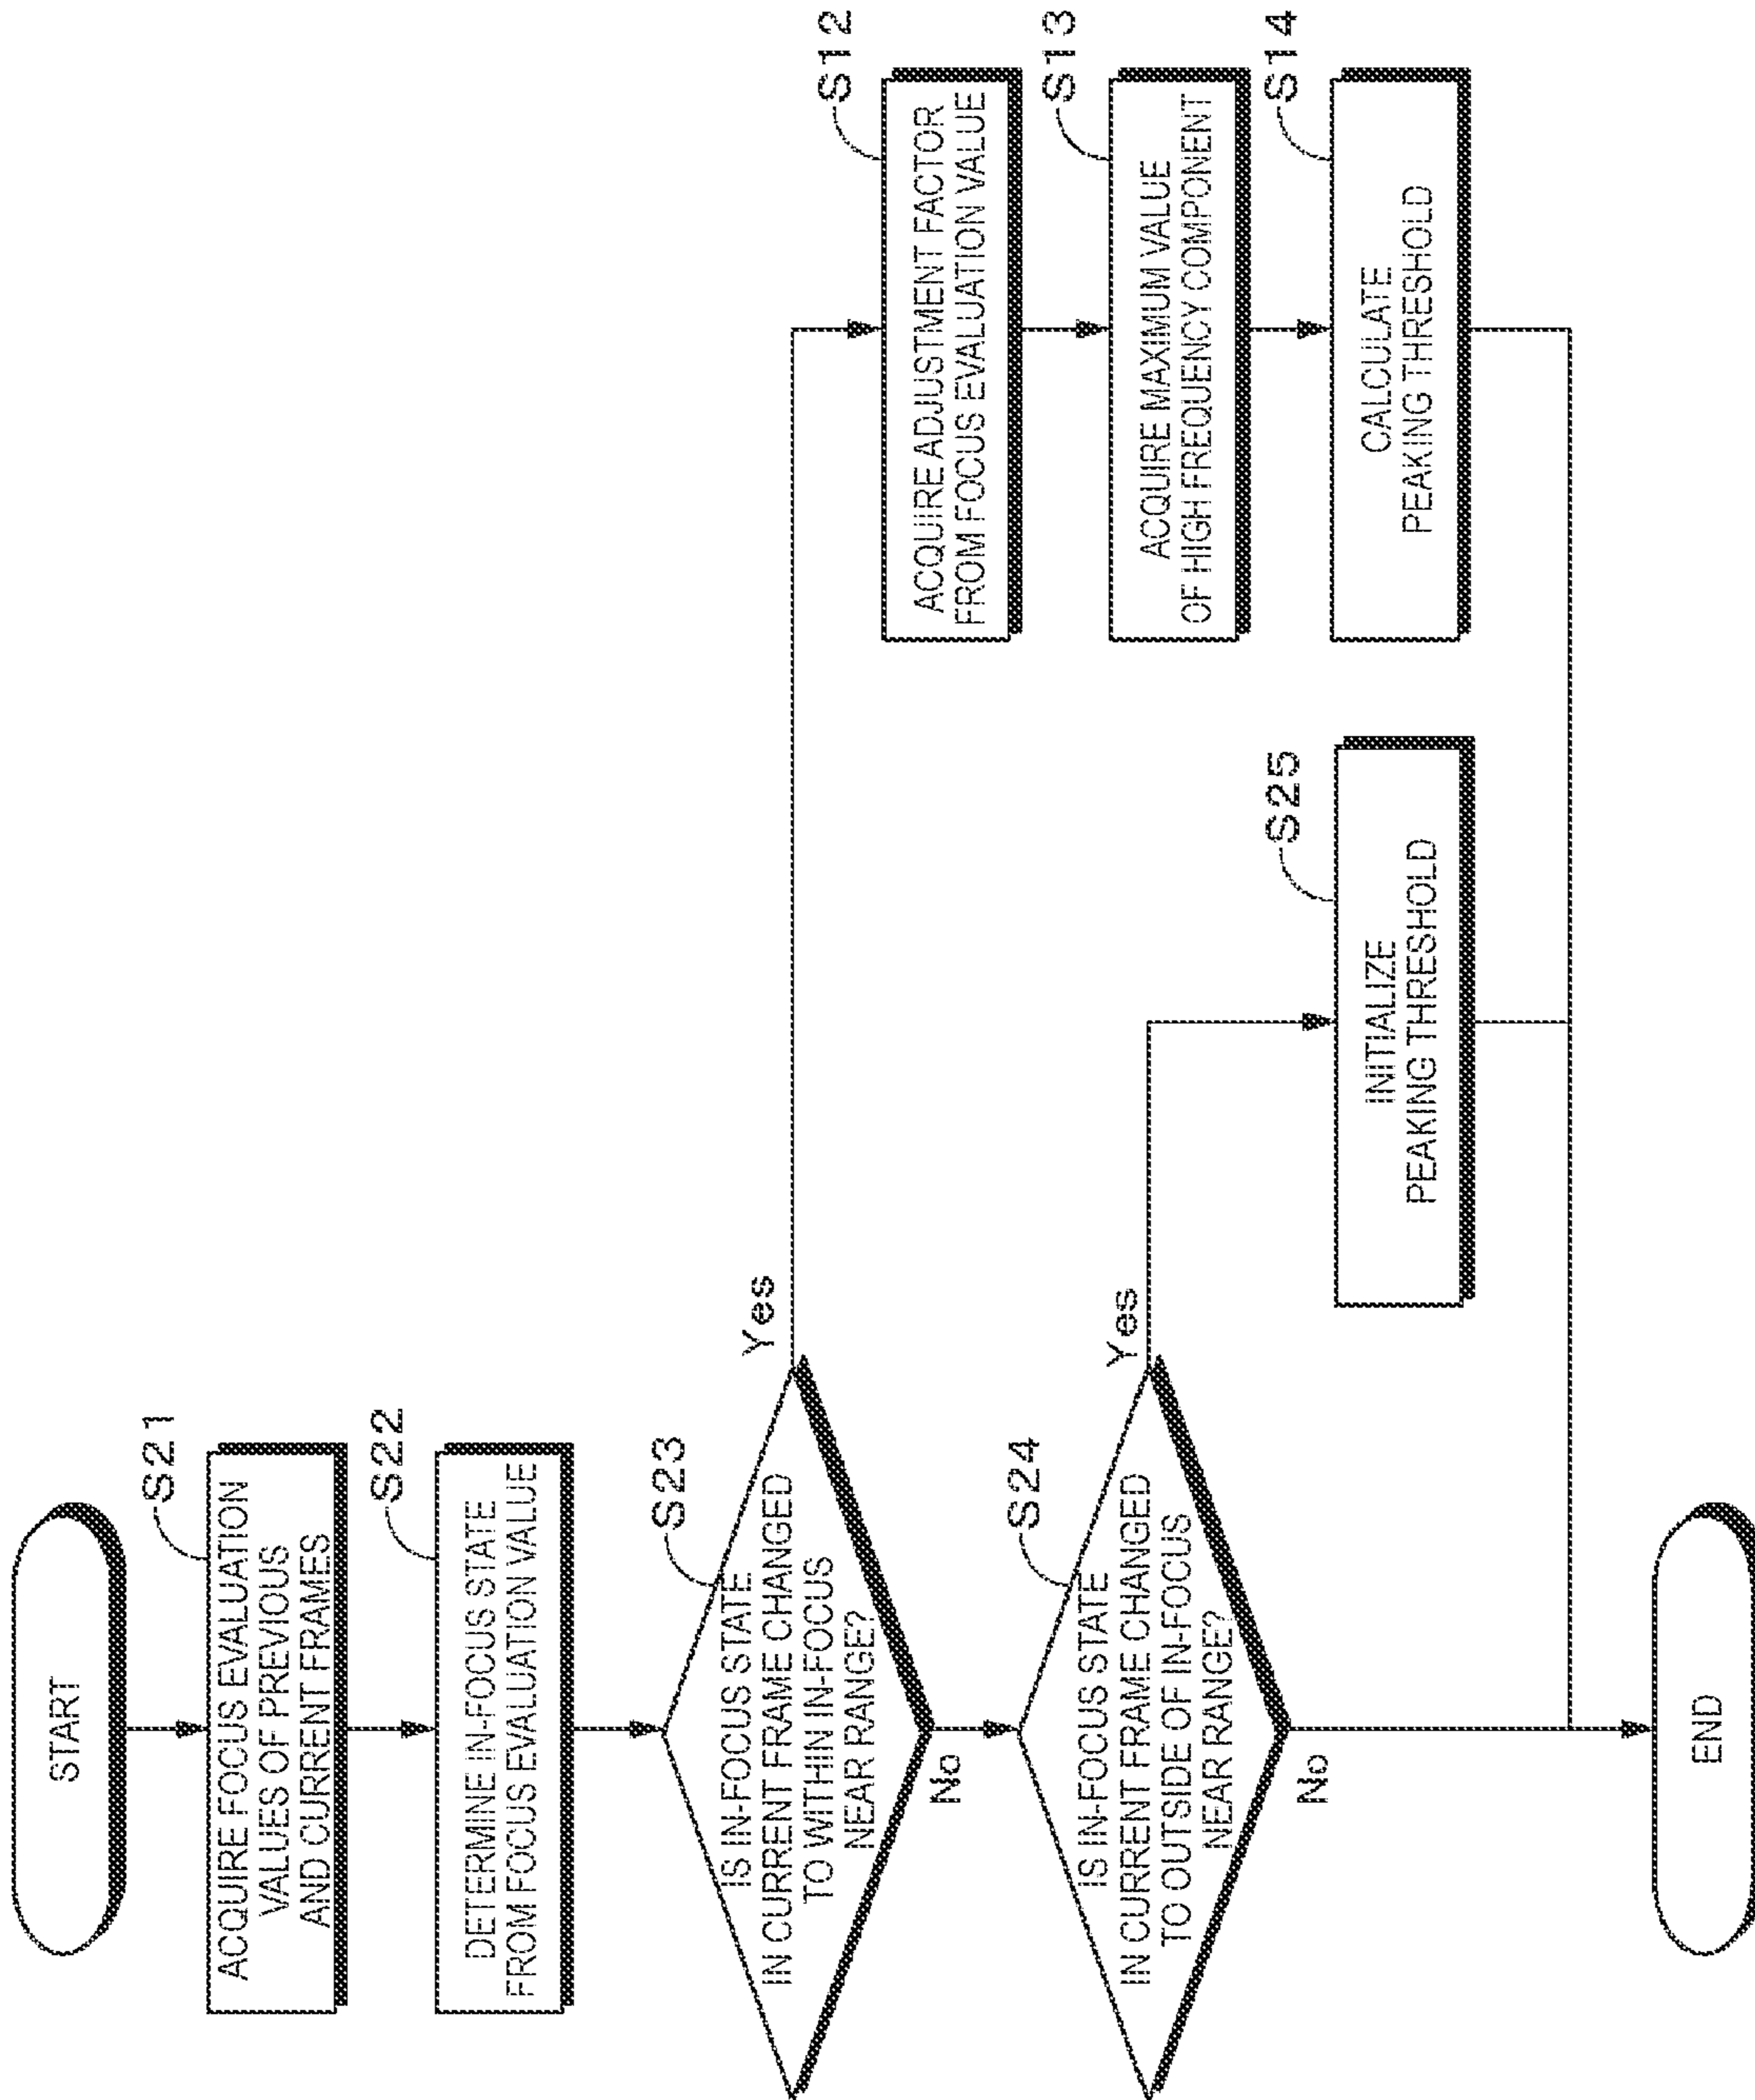 START
S21
ACQUIRE FOCUS EVALUATION
VALUES OF PREVIOUS
AND CURRENT FRAMES
S22
DETERMINE IN-FOCUS STATE
FROM FOCUS EVALUATION VALUE
S23
IS IN-FOCUS STATE
IN CURRENT FRAME CHANGED
TO WITHIN IN-FOCUS
NEAR RANGE?
Yes
No
S12
ACQUIRE ADJUSTMENT FACTOR
FROM FOCUS EVALUATION VALUE
S13
ACQUIRE MAXIMUM VALUE
OF HIGH FREQUENCY COMPONENT
S14
CALCULATE
PEAKING THRESHOLD
S24
IS IN-FOCUS STATE
IN CURRENT FRAME CHANGED
TO OUTSIDE OF IN-FOCUS
NEAR RANGE?
Yes
No
S25
INITIALIZE
PEAKING THRESHOLD
END